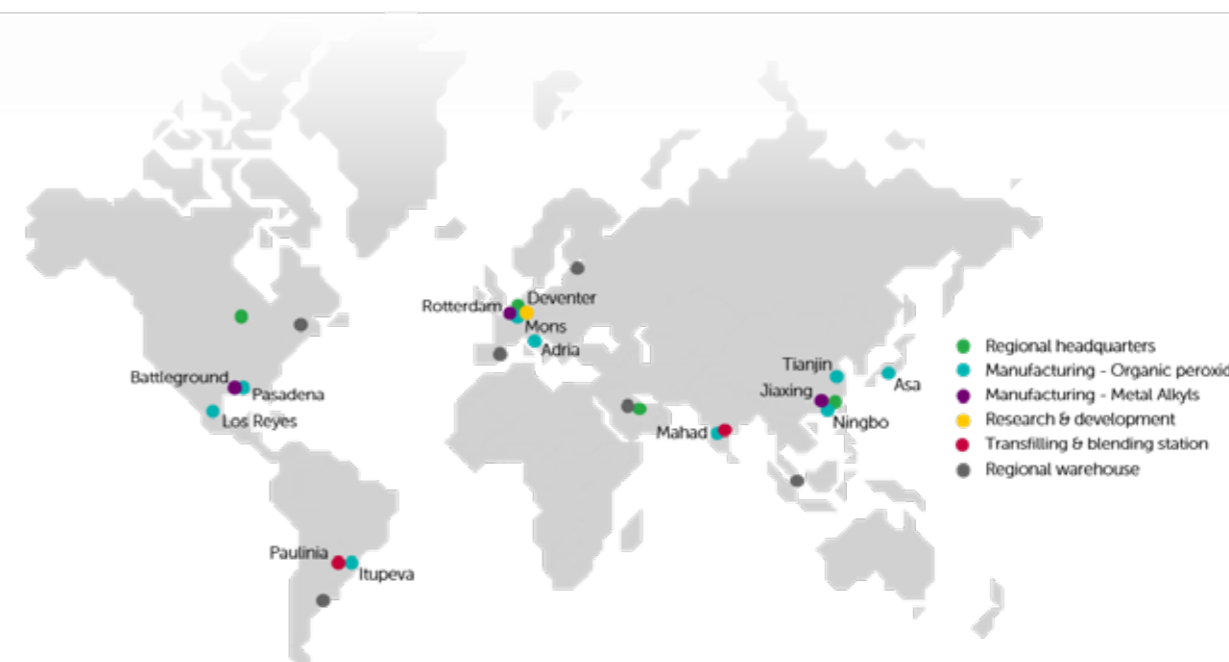 Rotterdam
Deventer
Mons
Adria
Battleground
Pasadena
Los Reyes
Tianjin
Asa
Jiaxing
Ningbo
Mahad
Paulinia
Itupeva
Regional headquarters
Manufacturing - Organic peroxid
Manufacturing - Metal Alkyls
Research & development
Transfilling & blending station
Regional warehouse